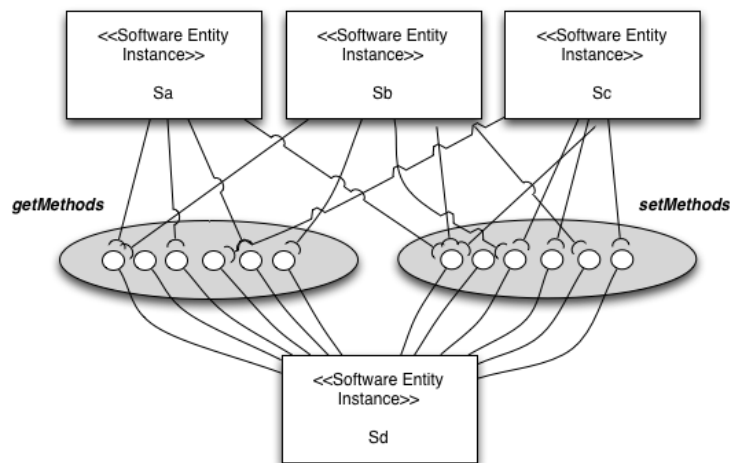 <<Software Entity
Instance>>
Sa
<<Software Entity
Instance>>
Sb
<<Software Entity
Instance>>
Sc
getMethods
setMethods
<<Software Entity
Instance>>
Sd